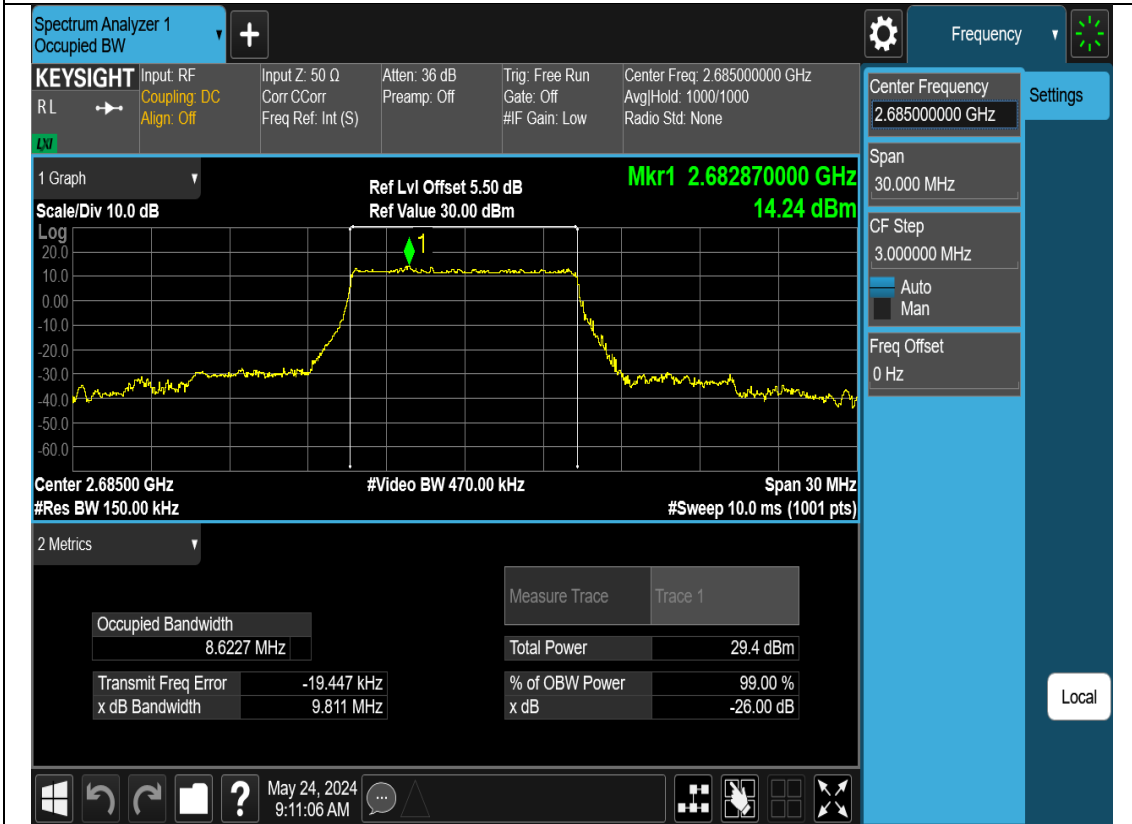 Spectrum Analyzer 1
Occupied BW
+
Frequency
KEYSIGHT
RL
LXI
Input: RF
Coupling: DC
Align: Off
Input Z: 50 Ω
Corr CCorr
Freq Ref: Int (S)
Atten: 36 dB
Preamp: Off
Trig: Free Run
Gate: Off
#IF Gain: Low
Center Freq: 2.685000000 GHz
Avg|Hold: 1000/1000
Radio Std: None
Center Frequency
2.685000000 GHz
Settings
Span
30.000 MHz
CF Step
3.000000 MHz
Auto
Man
Freq Offset
0 Hz
Local
1 Graph
Scale/Div 10.0 dB
Ref Lvl Offset 5.50 dB
Ref Value 30.00 dBm
Mkr1 2.682870000 GHz
14.24 dBm
Log
1
20.0
10.0
0.00
-10.0
-20.0
-30.0
-40.0
-50.0
-60.0
Center 2.68500 GHz
#Video BW 470.00 kHz
Span 30 MHz
#Res BW 150.00 kHz
#Sweep 10.0 ms (1001 pts)
2 Metrics
Measure Trace
Trace 1
Occupied Bandwidth
8.6227 MHz
Total Power
29.4 dBm
Transmit Freq Error
-19.447 kHz
% of OBW Power
99.00 %
x dB Bandwidth
9.811 MHz
x dB
-26.00 dB
?
May 24, 2024
9:11:06 AM